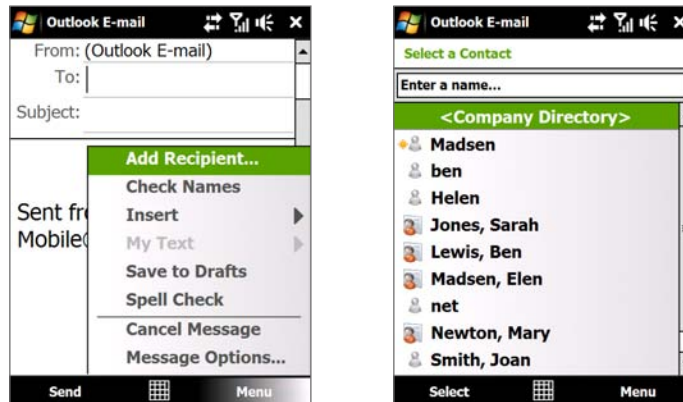 Outlook E-mail
From: (Outlook E-mail)
To:
Subject:
Add Recipient...
Check Names
Sent fr
Insert
Mobile
My Text
Save to Drafts
Spell Check
Cancel Message
Message Options...
Send
Menu
Outlook E-mail
Select a Contact
Enter a name...
<Company Directory>
Madsen
ben
Helen
Jones, Sarah
Lewis, Ben
Madsen, Elen
net
Newton, Mary
Smith, Joan
Select
Menu